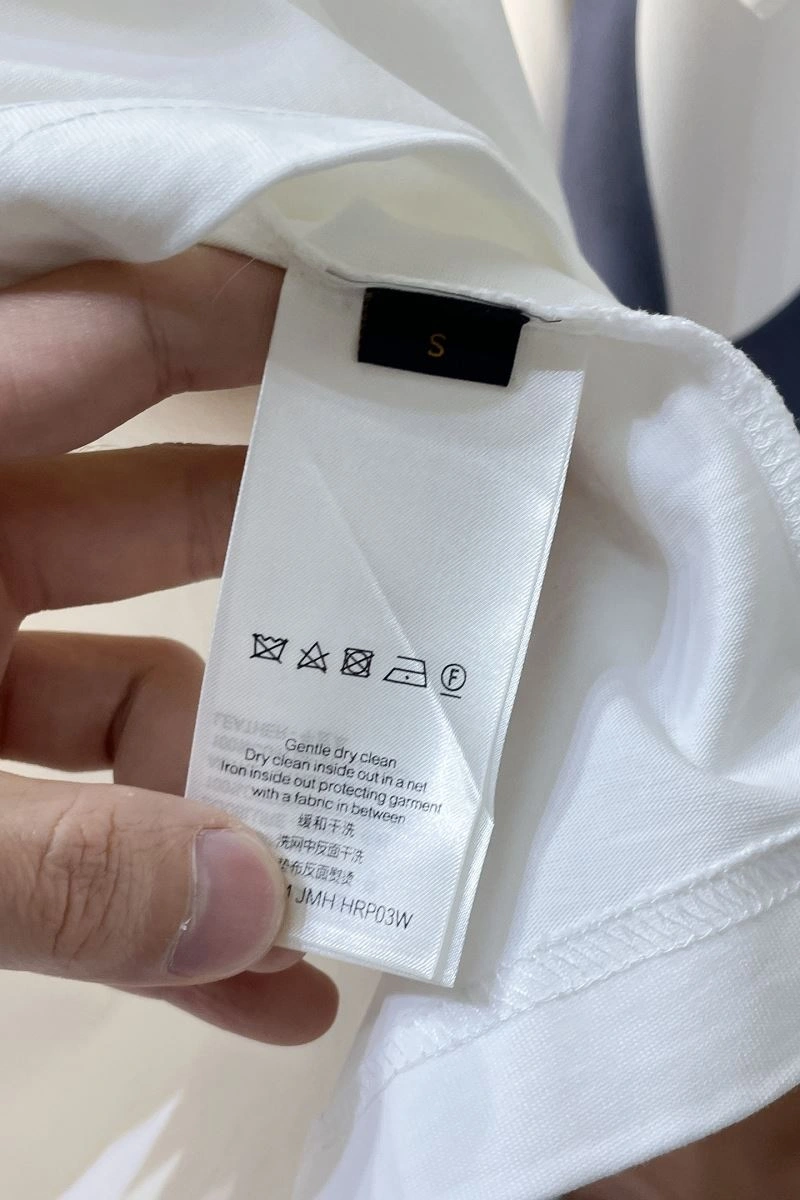 S
F
Gentle dry clean
Dry clean inside out in a net
Iron inside out protecting garment
with a fabric in between
缓和干洗
洗网中反面干洗
垫布反面熨烫
JMH HRP03W